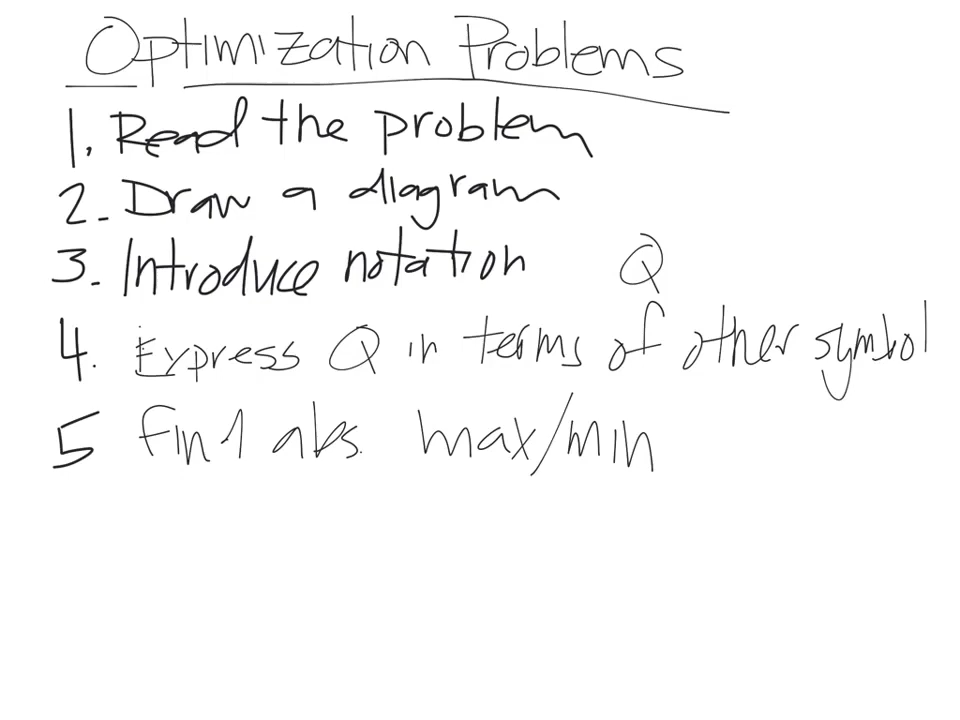 Optimization Problems
1. Read the problem
2. Draw a diagram
3. Introduce notation Q
4. Express Q in terms of other symbol
5 Find abs. max/min